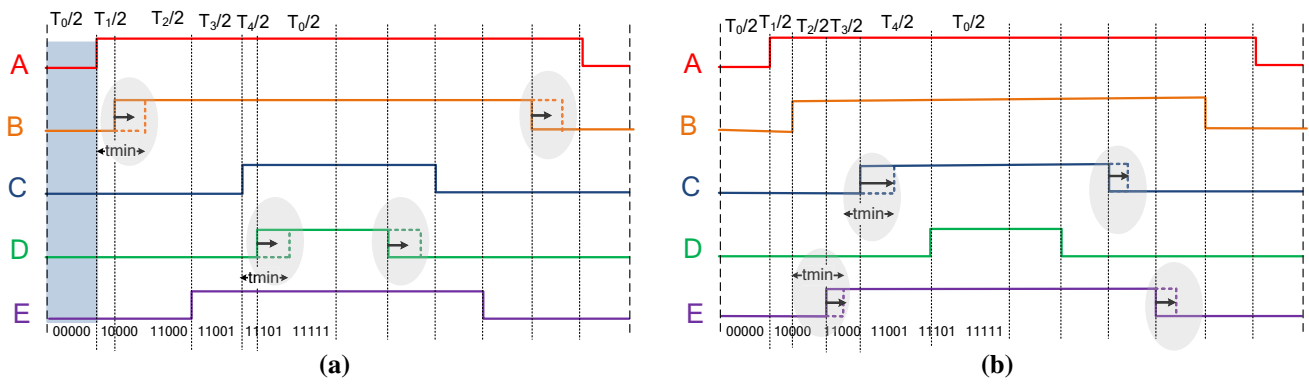 T0/2 T1/2 T2/2 T3/2 T4/2 T0/2
A
B
tmin
C
D
tmin
E
00000 10000 11000 11001 11101 11111
(a)
T0/2 T1/2 T2/2 T3/2 T4/2 T0/2
A
B
C
tmin
D
tmin
E
00000 10000 11000 11001 11101 11111
(b)